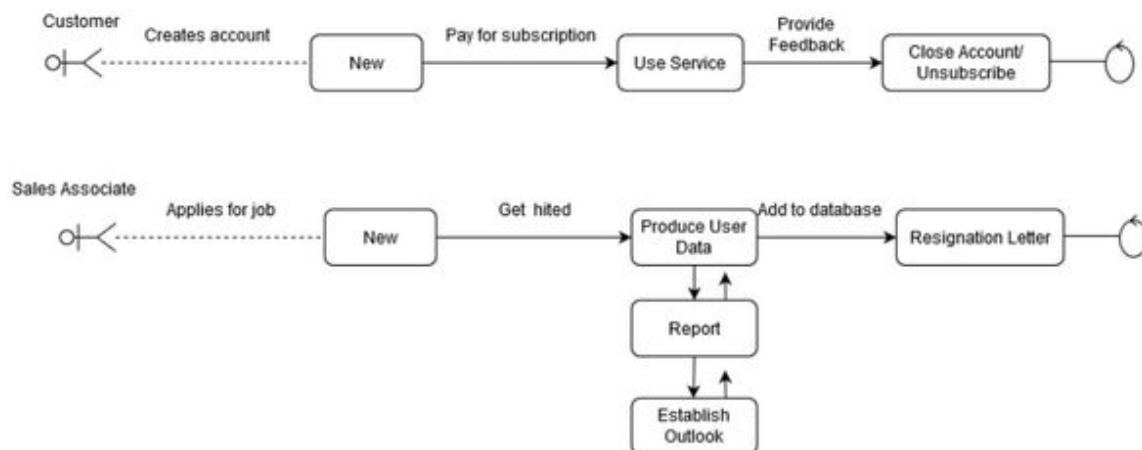 Customer
Creates account
New
Pay for subscription
Use Service
Provide
Feedback
Close Account/
Unsubscribe
Sales Associate
Applies for job
New
Get hited
Produce User
Data
Add to database
Resignation Letter
Report
Establish
Outlook